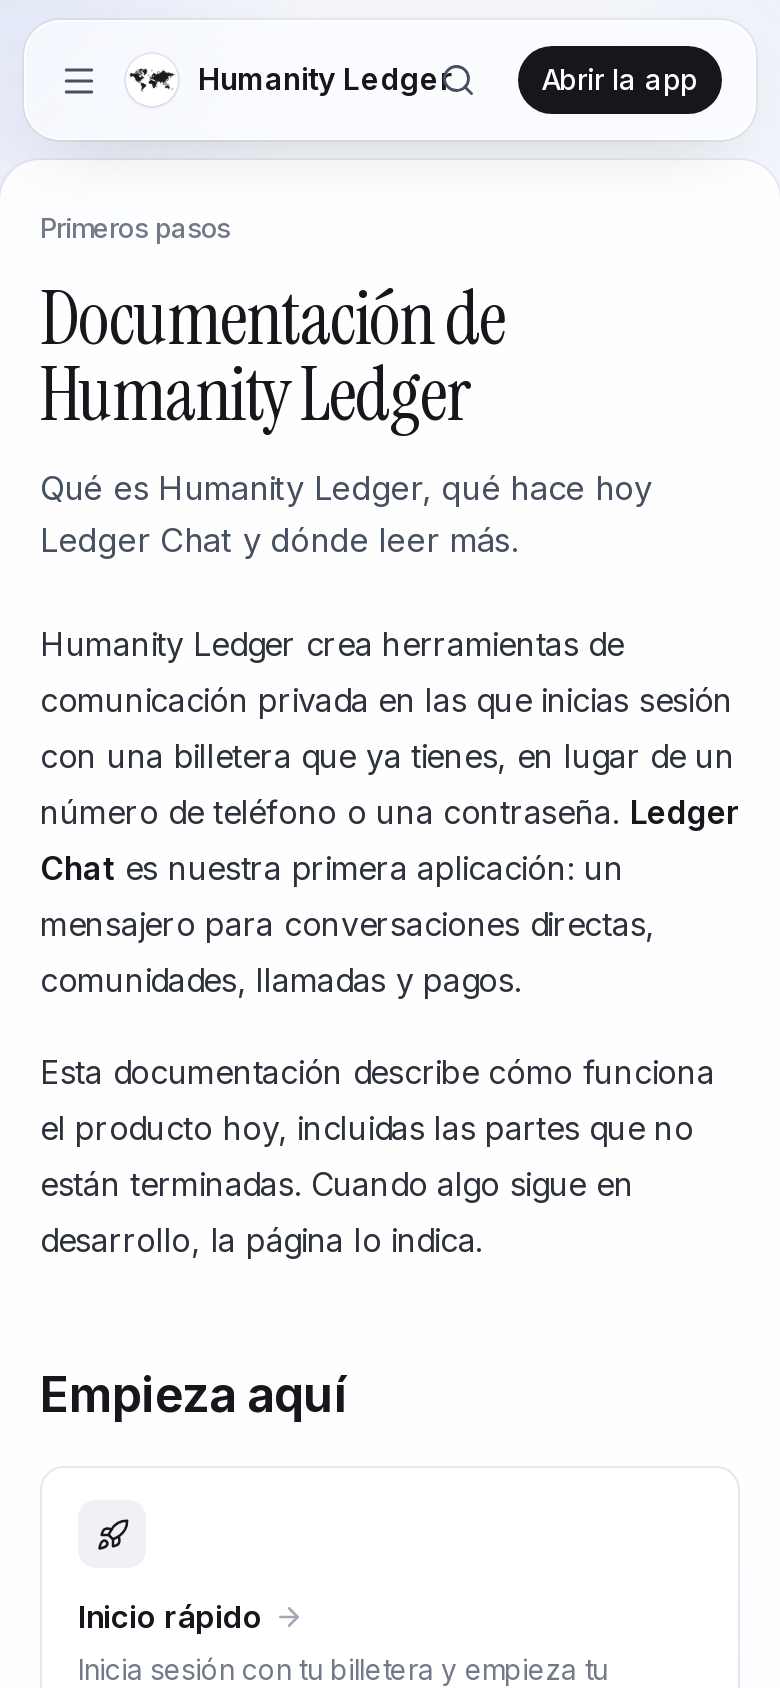 Humanity Ledger
Abrir la app
Primeros pasos
Documentación de
Humanity Ledger
Qué es Humanity Ledger, qué hace hoy
Ledger Chat y dónde leer más.
Humanity Ledger crea herramientas de
comunicación privada en las que inicias sesión
con una billetera que ya tienes, en lugar de un
número de teléfono o una contraseña. Ledger
Chat es nuestra primera aplicación: un
mensajero para conversaciones directas,
comunidades, llamadas y pagos.
Esta documentación describe cómo funciona
el producto hoy, incluidas las partes que no
están terminadas. Cuando algo sigue en
desarrollo, la página lo indica.
Empieza aquí
Inicio rápido
Inicia sesión con tu billetera y empieza tu